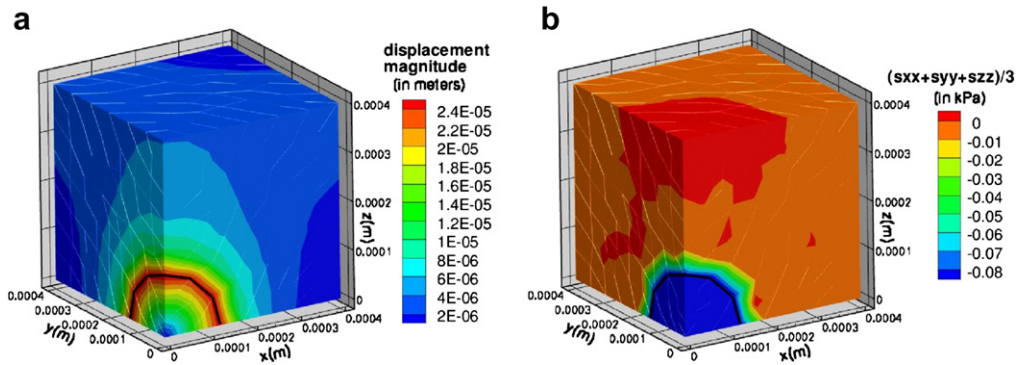 a
displacement
magnitude
(in meters)
2.4E-05
2.2E-05
2E-05
1.8E-05
1.6E-05
1.4E-05
1.2E-05
1E-05
8E-06
6E-06
4E-06
2E-06
0.0004
0.0003
0.0002
0.0001
0
z(m)
0.0004
0.0003
0.0002
0.0001
0
y(m)
0
0.0001
0.0002
0.0003
0.0004
x(m)
b
(sxx+syy+szz)/3
(in kPa)
0
-0.01
-0.02
-0.03
-0.04
-0.05
-0.06
-0.07
-0.08
0.0004
0.0003
0.0002
0.0001
0
z(m)
0.0004
0.0003
0.0002
0.0001
0
y(m)
0
0.0001
0.0002
0.0003
0.0004
x(m)